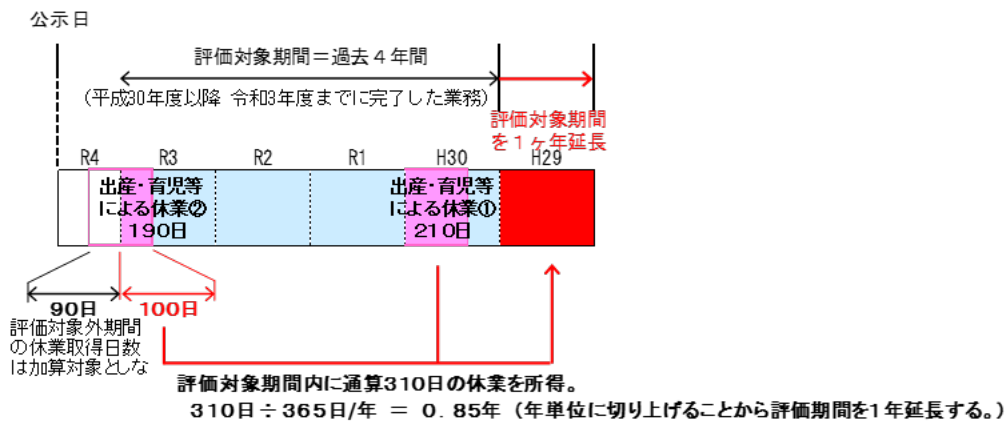 公示日
評価対象期間＝過去４年間
(平成30年度以降 令和3年度までに完了した業務)
評価対象期間
を１ヶ年延長
R4 R3 R2 R1 H30 H29
出産・育児等
による休業②
190日
出産・育児等
による休業①
210日
90日
100日
評価対象外期間
の休業取得日数
は加算対象としな
評価対象期間内に通算310日の休業を所得。
310日÷365日/年 ＝ 0.85年（年単位に切り上げることから評価期間を1年延長する。）